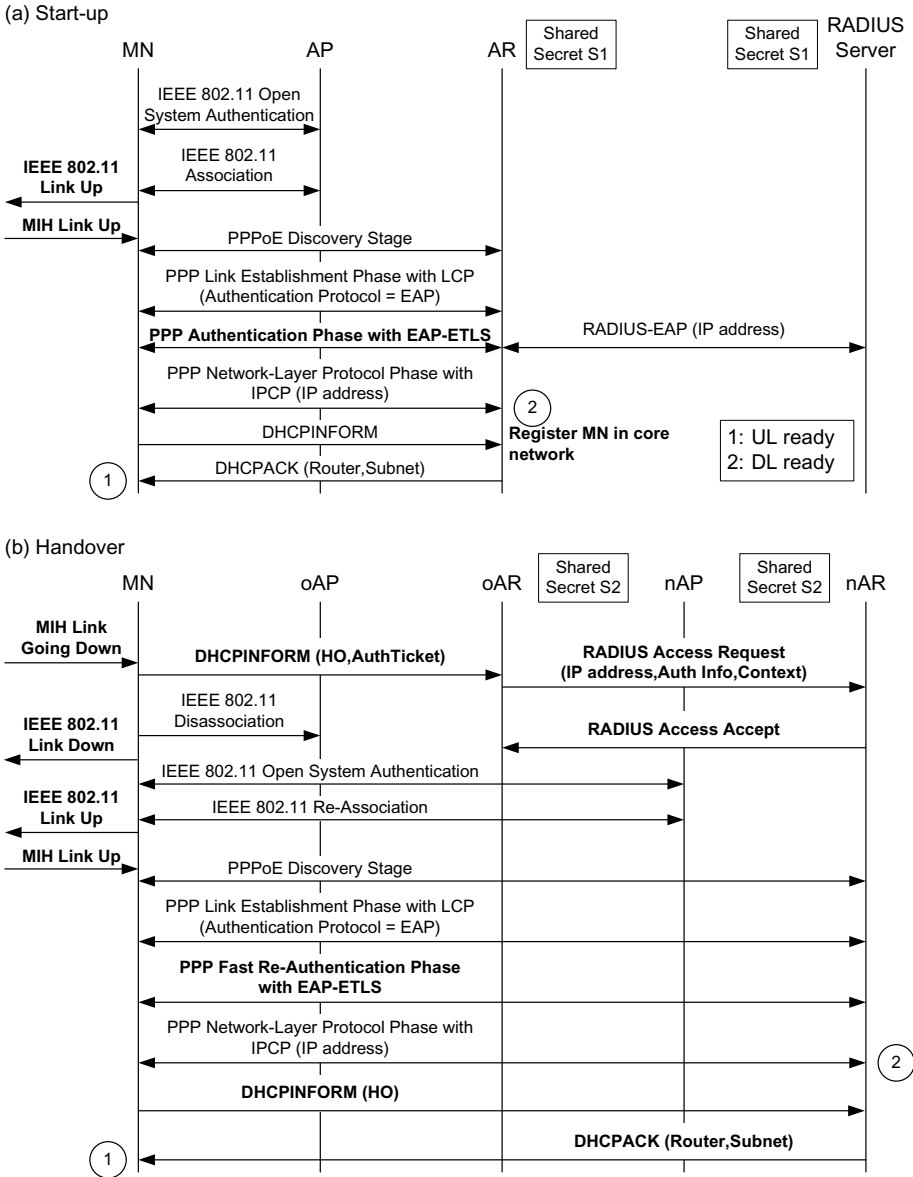 (a) Start-up
MN
AP
AR
Shared
Secret S1
Shared
Secret S1
RADIUS
Server
IEEE 802.11 Open
System Authentication
IEEE 802.11
Association
IEEE 802.11
Link Up
MIH Link Up
PPPoE Discovery Stage
PPP Link Establishment Phase with LCP
(Authentication Protocol = EAP)
PPP Authentication Phase with EAP-ETLS
RADIUS-EAP (IP address)
PPP Network-Layer Protocol Phase with
IPCP (IP address)
2
DHCPINFORM
Register MN in core
network
1: UL ready
2: DL ready
DHCPACK (Router,Subnet)
1
(b) Handover
MN
oAP
oAR
Shared
Secret S2
nAP
Shared
Secret S2
nAR
MIH Link
Going Down
DHCPINFORM (HO,AuthTicket)
RADIUS Access Request
(IP address,Auth Info,Context)
IEEE 802.11
Disassociation
IEEE 802.11
Link Down
RADIUS Access Accept
IEEE 802.11 Open System Authentication
IEEE 802.11
Link Up
IEEE 802.11 Re-Association
MIH Link Up
PPPoE Discovery Stage
PPP Link Establishment Phase with LCP
(Authentication Protocol = EAP)
PPP Fast Re-Authentication Phase
with EAP-ETLS
PPP Network-Layer Protocol Phase with
IPCP (IP address)
2
DHCPINFORM (HO)
DHCPACK (Router,Subnet)
1